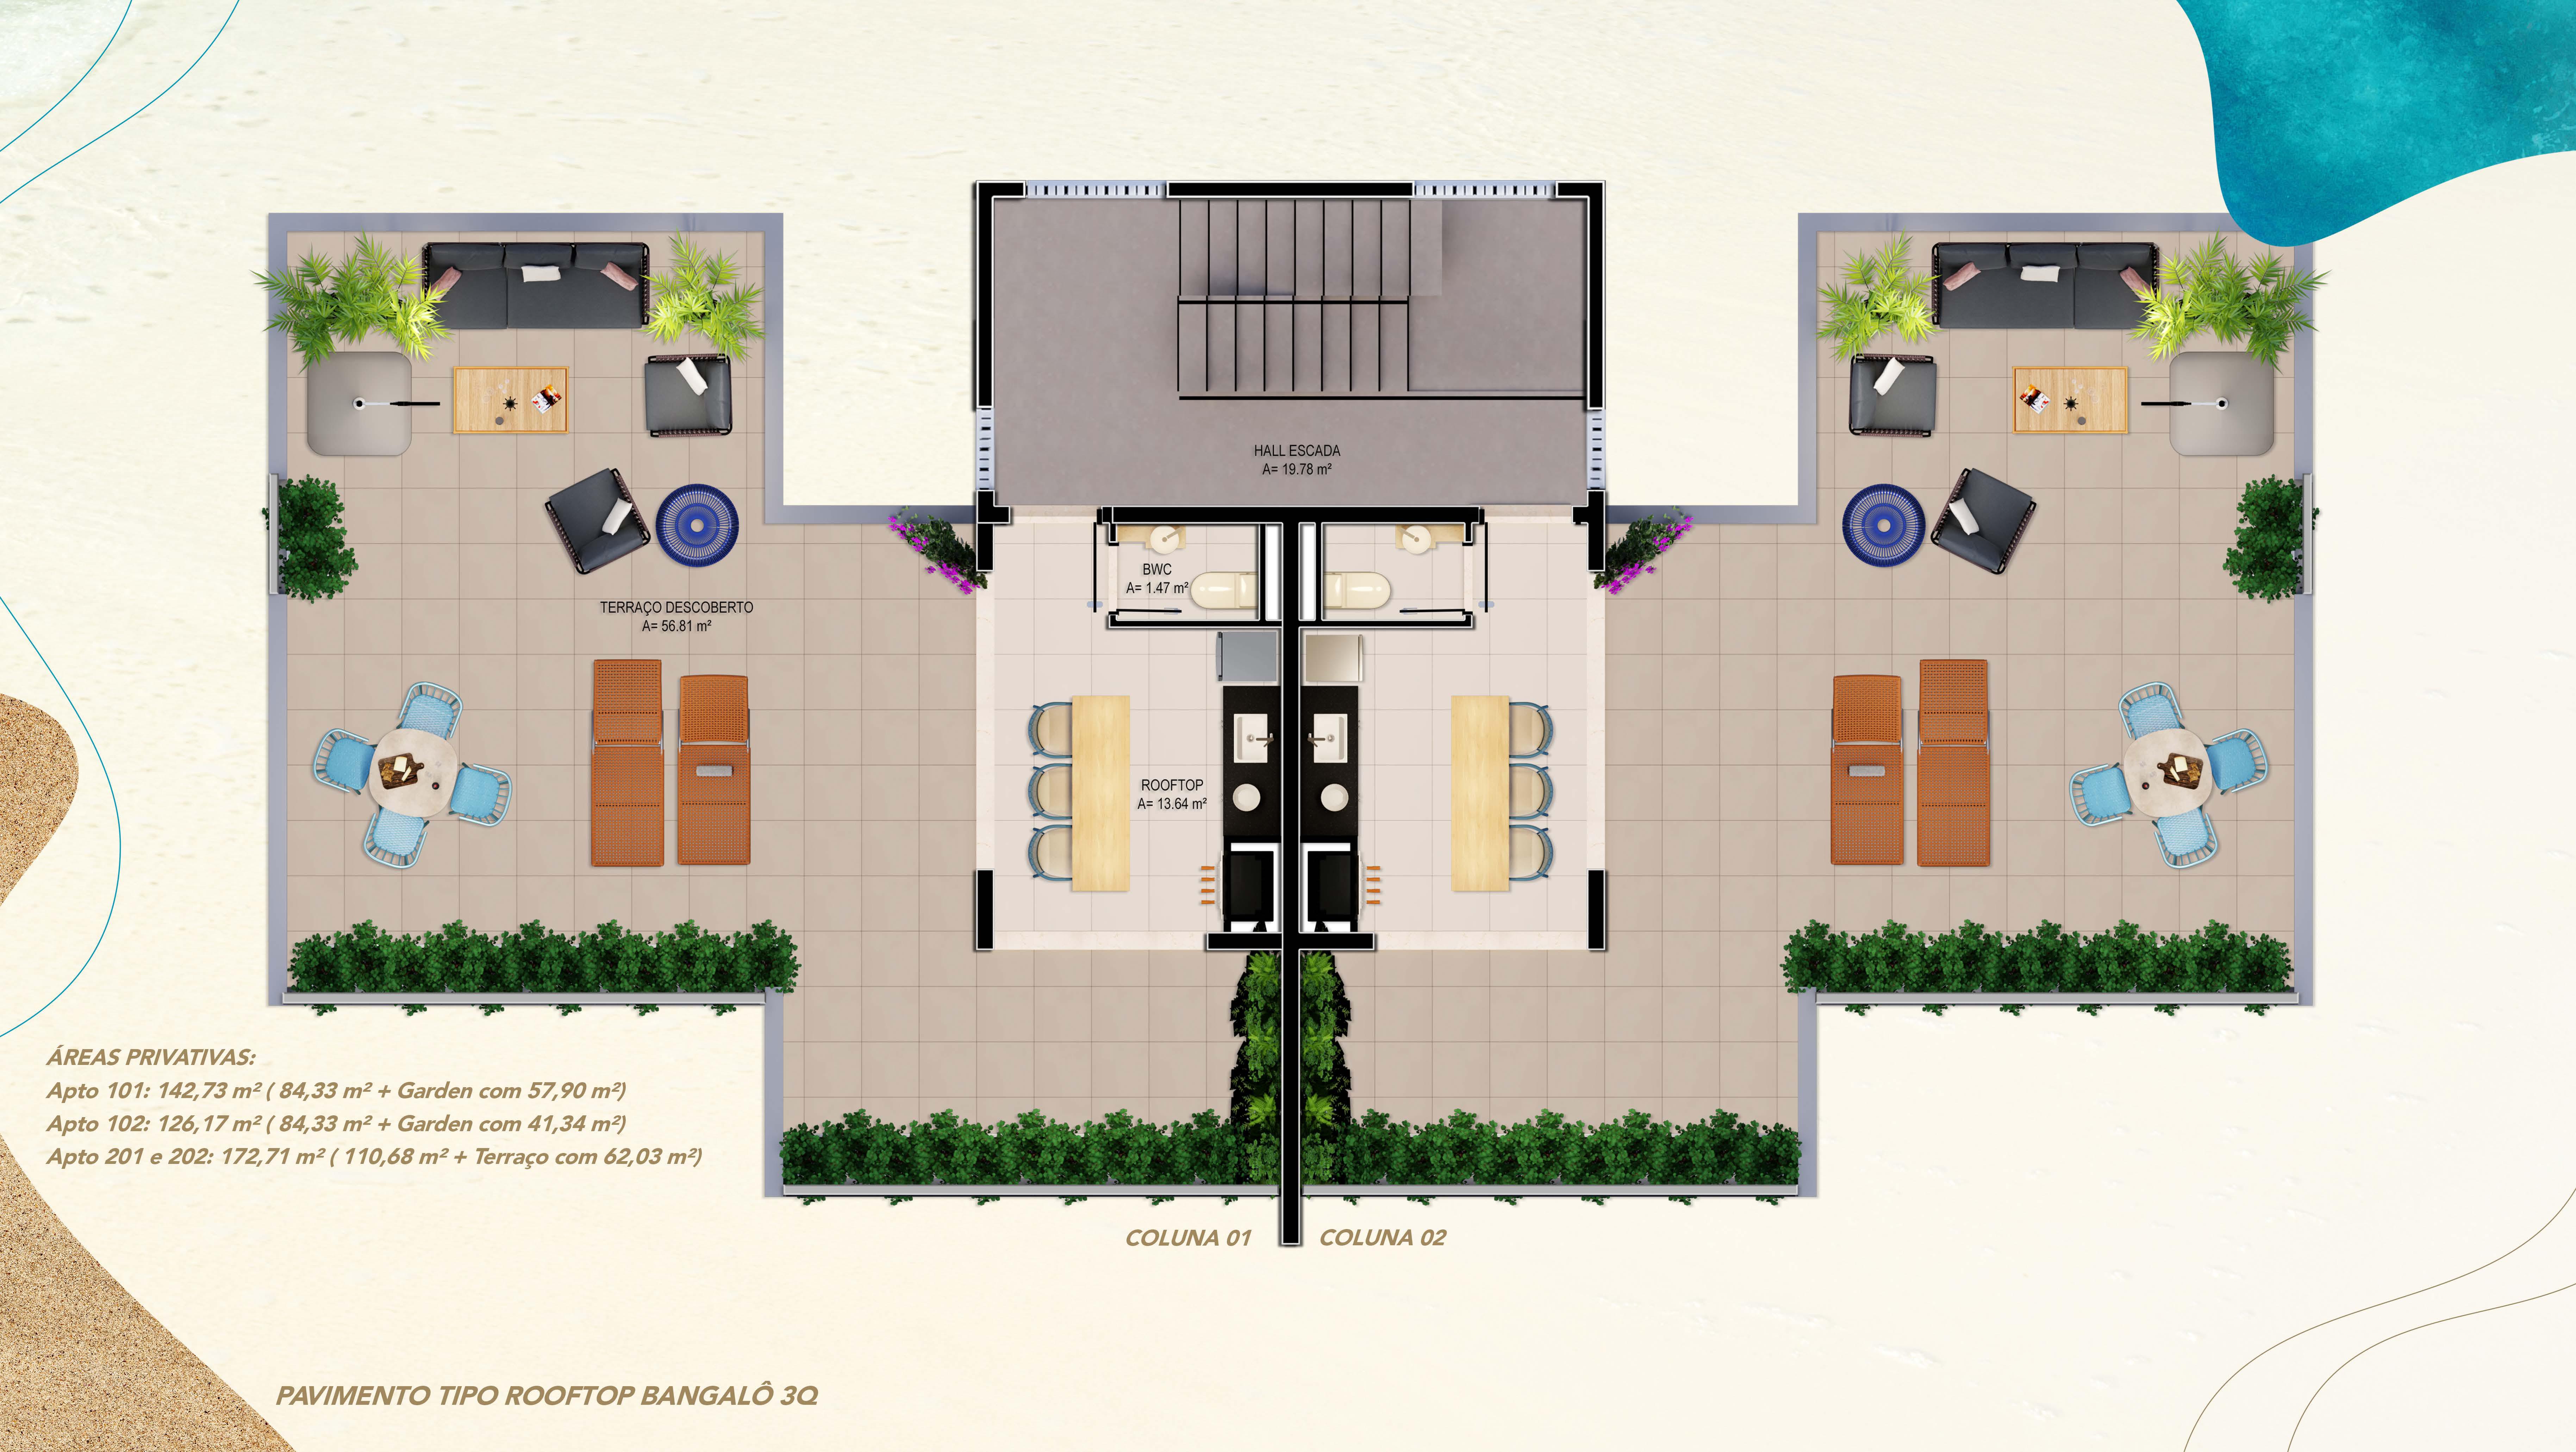 HALL ESCADA
A= 19.78 m²
BWC
A= 1.47 m²
TERRAÇO DESCOBERTO
A= 56.81 m²
ROOFTOP
A= 13.64 m²
ÁREAS PRIVATIVAS:
Apto 101: 142,73 m² ( 84,33 m² + Garden com 57,90 m²)
Apto 102: 126,17 m² ( 84,33 m² + Garden com 41,34 m²)
Apto 201 e 202: 172,71 m² ( 110,68 m² + Terraço com 62,03 m²)
COLUNA 01
COLUNA 02
PAVIMENTO TIPO ROOFTOP BANGALÔ 3Q